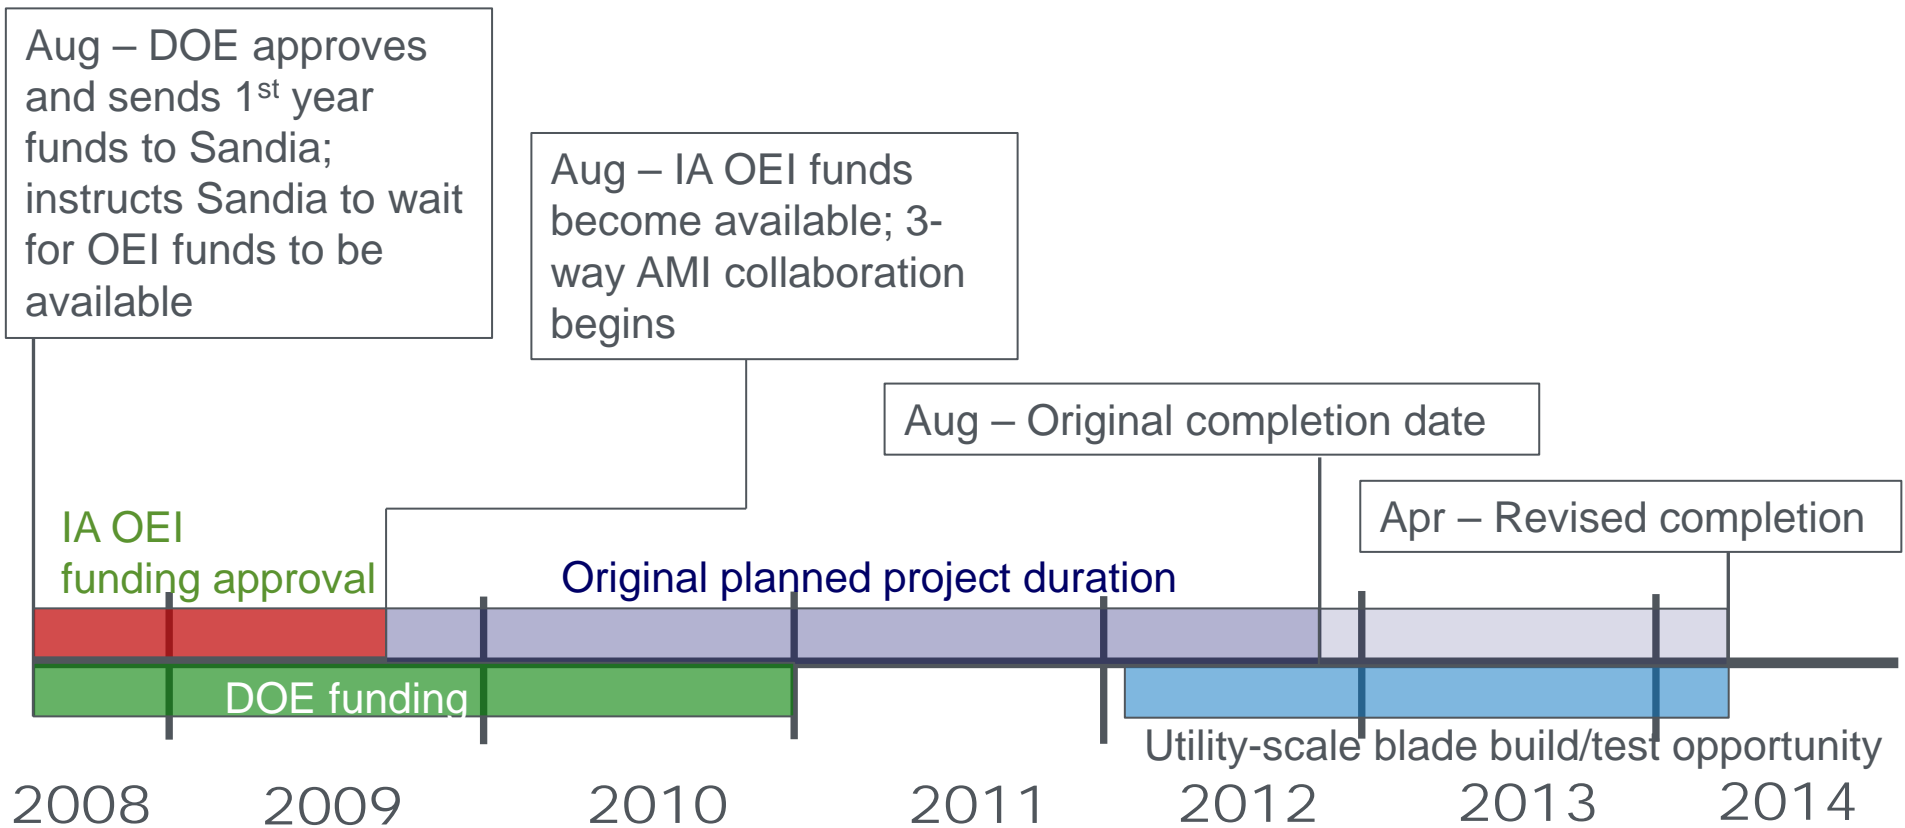 Aug – DOE approves
and sends 1st year
funds to Sandia;
instructs Sandia to wait
for OEI funds to be
available
Aug – IA OEI funds
become available; 3-
way AMI collaboration
begins
Aug – Original completion date
Apr – Revised completion
IA OEI
funding approval
Original planned project duration
DOE funding
Utility-scale blade build/test opportunity
2008
2009
2010
2011
2012
2013
2014